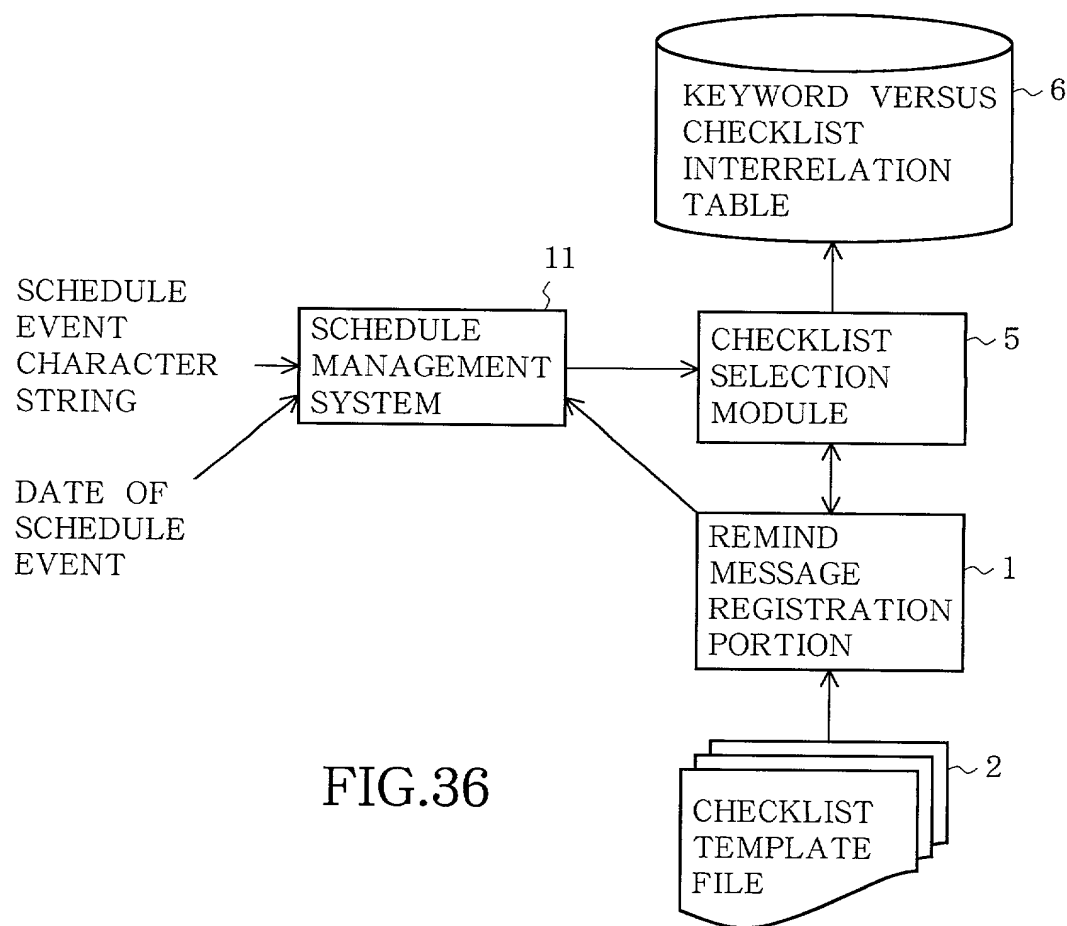 KEYWORD VERSUS
CHECKLIST
INTERRELATION
TABLE
6
11
SCHEDULE
EVENT
CHARACTER
STRING
SCHEDULE
MANAGEMENT
SYSTEM
CHECKLIST
SELECTION
MODULE
5
DATE OF
SCHEDULE
EVENT
REMIND
MESSAGE
REGISTRATION
PORTION
1
FIG.36
CHECKLIST
TEMPLATE
FILE
2